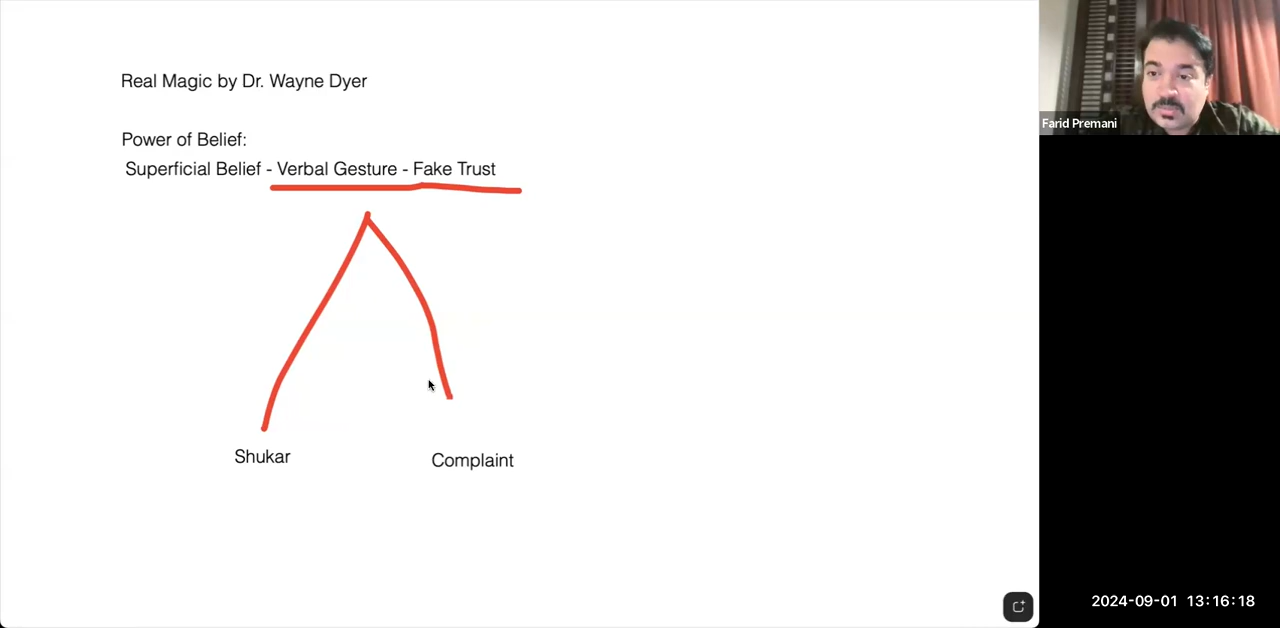 Real Magic by Dr. Wayne Dyer
Power of Belief:
Superficial Belief - Verbal Gesture - Fake Trust
Shukar
Complaint
Farid Premani
2024-09-01 13:16:18